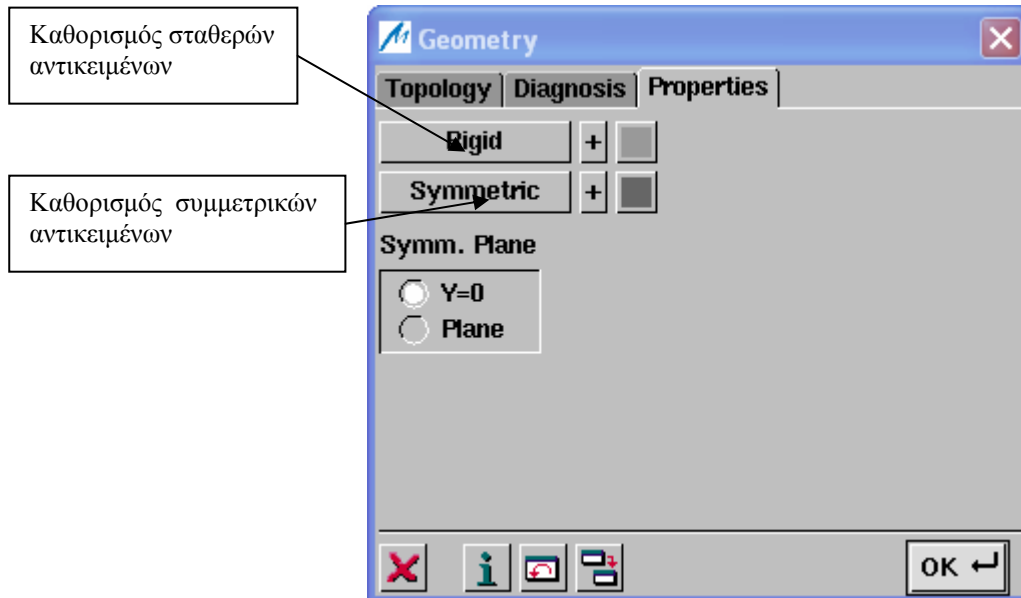 Καθορισμός σταθερών
αντικειμένων
Καθορισμός συμμετρικών
αντικειμένων
Geometry
Topology Diagnosis Properties
Rigid +
Symmetric +
Symm. Plane
Y=0
Plane
OK